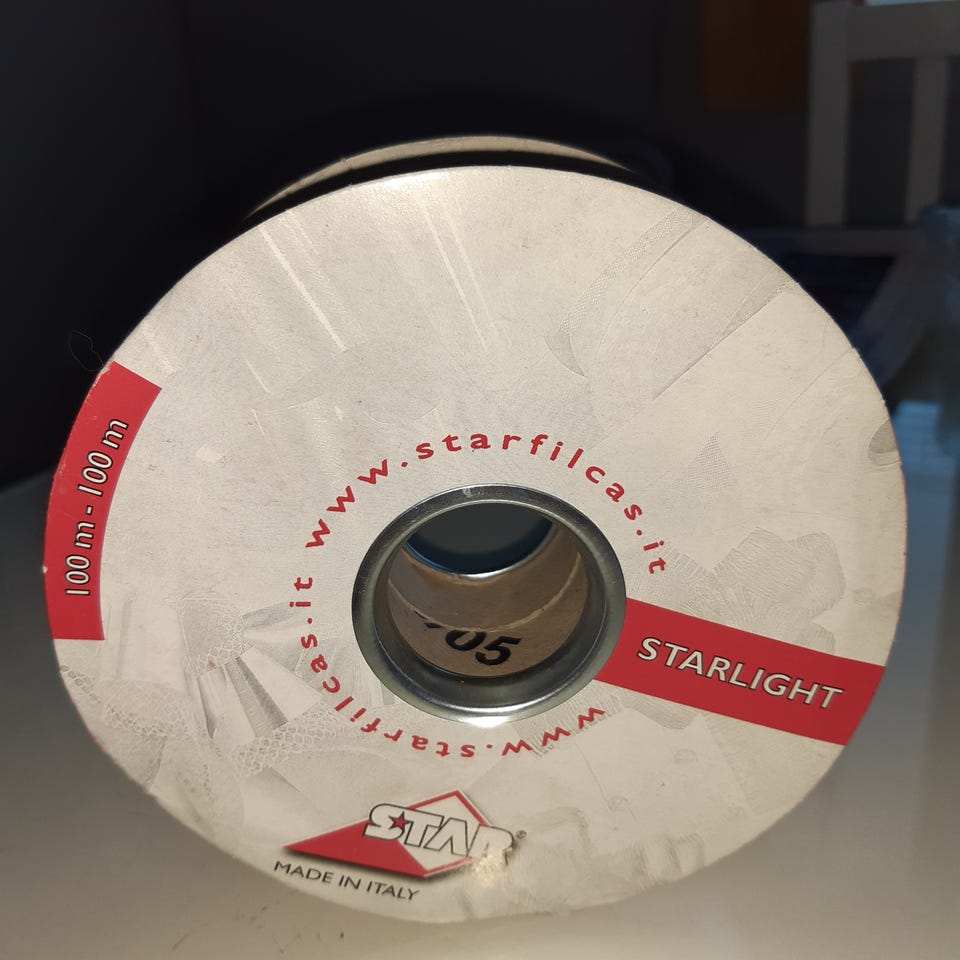 100 m - 100 m
www.starfilcas.it
www.starfilcas.it
05
STARLIGHT
STAR®
MADE IN ITALY